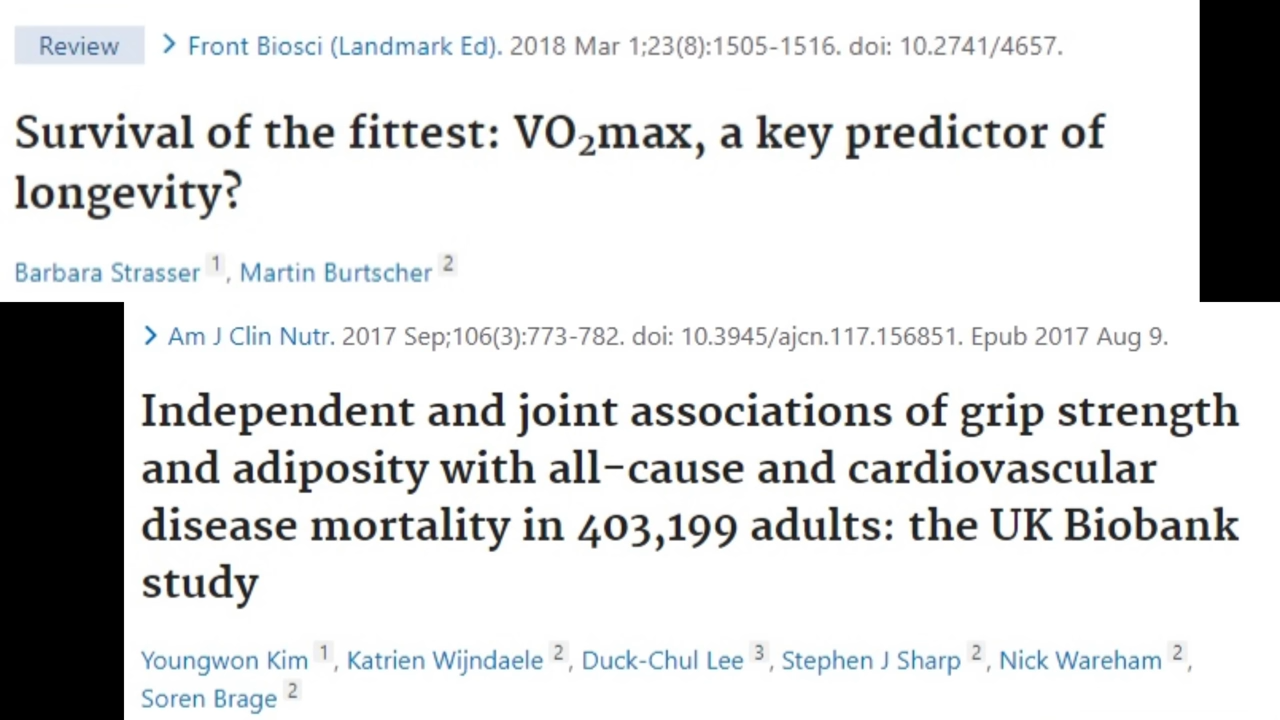 Review > Front Biosci (Landmark Ed). 2018 Mar 1;23(8):1505-1516. doi: 10.2741/4657.
Survival of the fittest: VO₂max, a key predictor of
longevity?
Barbara Strasser 1, Martin Burtscher 2
> Am J Clin Nutr. 2017 Sep;106(3):773-782. doi: 10.3945/ajcn.117.156851. Epub 2017 Aug 9.
Independent and joint associations of grip strength
and adiposity with all-cause and cardiovascular
disease mortality in 403,199 adults: the UK Biobank
study
Youngwon Kim 1, Katrien Wijndaele 2, Duck-Chul Lee 3, Stephen J Sharp 2, Nick Wareham 2,
Soren Brage 2